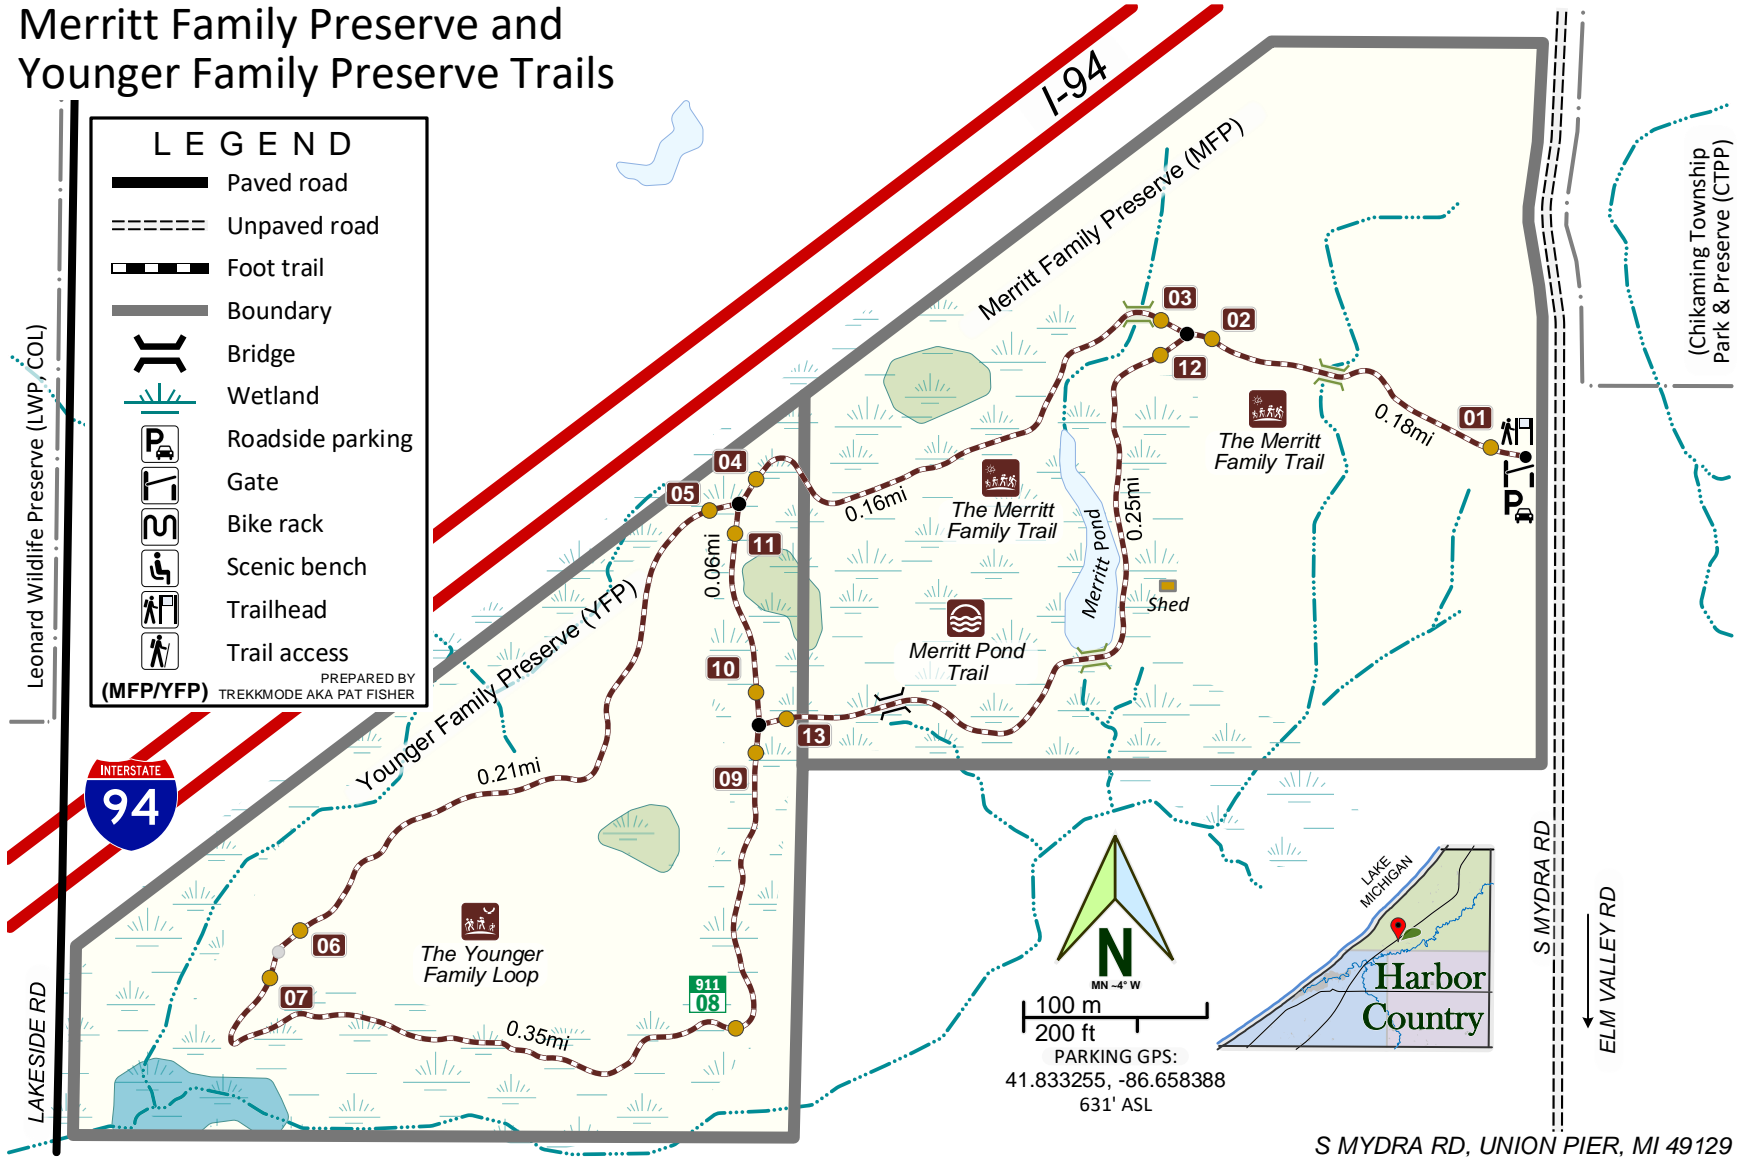 Merritt Family Preserve and
Younger Family Preserve Trails
LEGEND
Paved road
Unpaved road
Foot trail
Boundary
Bridge
Wetland
P
Roadside parking
Gate
Bike rack
Scenic bench
Trailhead
Trail access
(MFP/YFP)
PREPARED BY
TREKKMODE AKA PAT FISHER
Leonard Wildlife Preserve (LWP, COL)
LAKESIDE RD
INTERSTATE
94
I-94
Merritt Family Preserve (MFP)
Younger Family Preserve (YFP)
(Chikaming Township
Park & Preserve (CTPP)
03
02
12
01
0.18mi
The Merritt
Family Trail
P
04
05
11
0.06mi
0.16mi
The Merritt
Family Trail
Merritt Pond
0.25mi
Shed
Merritt Pond
Trail
10
13
09
0.21mi
06
07
The Younger
Family Loop
911
08
0.35mi
N
MN ~4° W
100 m
200 ft
PARKING GPS:
41.833255, -86.658388
631' ASL
LAKE
MICHIGAN
Harbor
Country
S MYDRA RD
ELM VALLEY RD
S MYDRA RD, UNION PIER, MI 49129